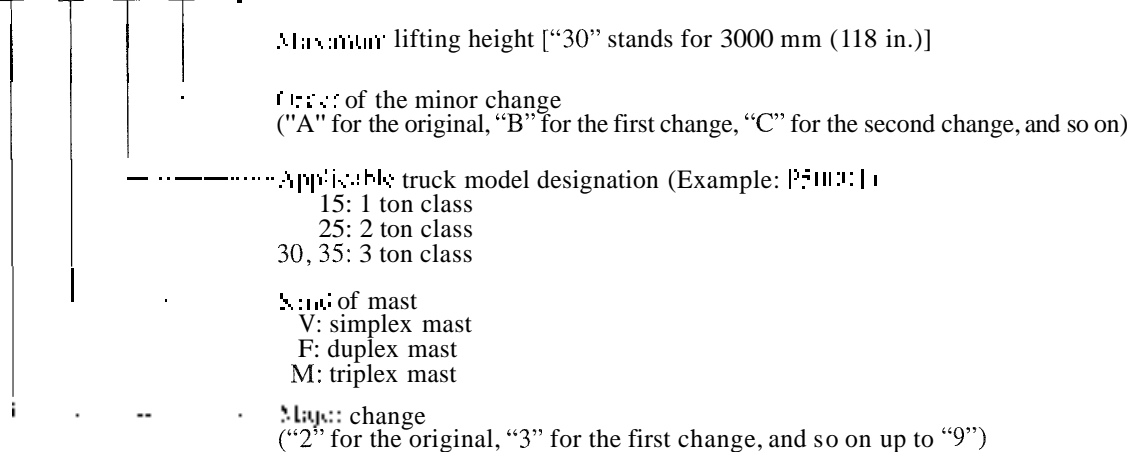 lifting height [“30” stands for 3000 mm (118 in.)]
of the minor change
("A" for the original, “B” for the first change, “C” for the second change, and so on)
Applicable truck model designation (Example:
15: 1 ton class
25: 2 ton class
30, 35: 3 ton class
Kind of mast
V: simplex mast
F: duplex mast
M: triplex mast
change
(“2” for the original, “3” for the first change, and so on up to “9”)